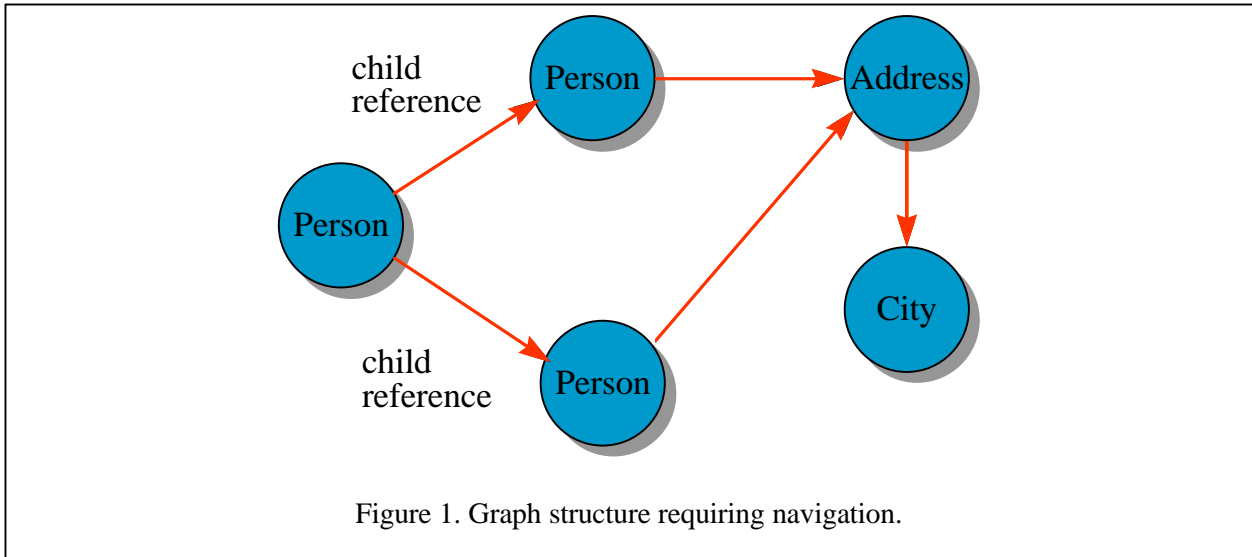 child
reference
Person
Address
Person
City
child
reference
Person
Figure 1. Graph structure requiring navigation.